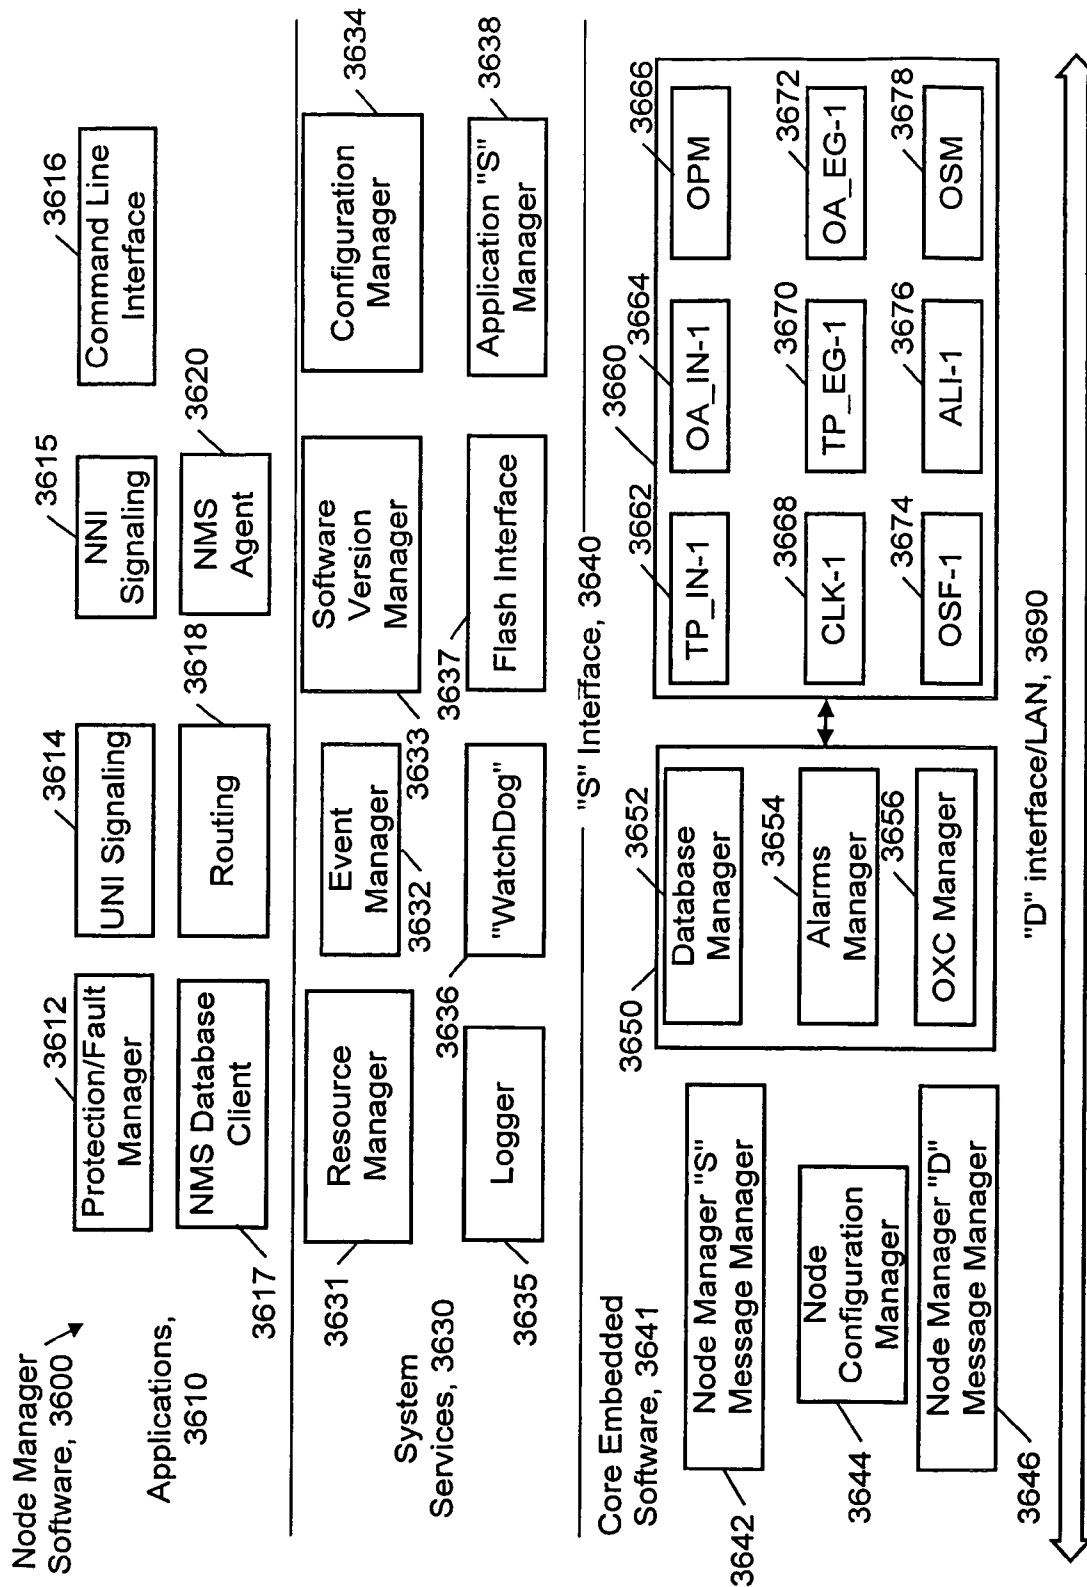 Node Manager
Software, 3600
Applications,
3610
3612
Protection/Fault
Manager
3614
UNI Signaling
3615
NNI
Signaling
3616
Command Line
Interface
3617
NMS Database
Client
3618
Routing
3620
NMS
Agent
System
Services, 3630
3631
Resource
Manager
3632
Event
Manager
3633
Software
Version
Manager
3634
Configuration
Manager
3635
Logger
3636
"WatchDog"
3637
Flash Interface
3638
Application "S"
Manager
"S" Interface, 3640
Core Embedded
Software, 3641
3642
Node Manager "S"
Message Manager
3644
Node
Configuration
Manager
3646
Node Manager "D"
Message Manager
3650
3652
Database
Manager
3654
Alarms
Manager
3656
OXC Manager
3660
3662
TP_IN-1
3664
OA_IN-1
3666
OPM
3668
CLK-1
3670
TP_EG-1
3672
OA_EG-1
3674
OSF-1
3676
ALI-1
3678
OSM
"D" interface/LAN, 3690